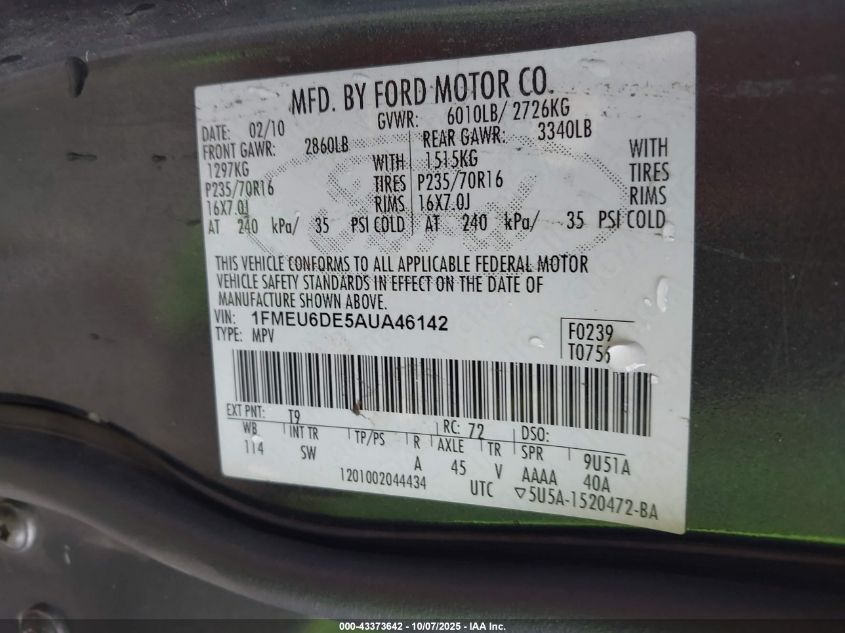 MFD. BY FORD MOTOR CO.
DATE: 02/10 GVWR: 6010LB/ 2726KG
FRONT GAWR: 2860LB REAR GAWR: 3340LB
1297KG WITH 1515KG WITH
P235/70R16 TIRES P235/70R16 TIRES
16X7.0J RIMS 16X7.0J RIMS
AT 240 kPa/ 35 PSI COLD AT 240 kPa/ 35 PSI COLD
THIS VEHICLE CONFORMS TO ALL APPLICABLE FEDERAL MOTOR
VEHICLE SAFETY STANDARDS IN EFFECT ON THE DATE OF
MANUFACTURE SHOWN ABOVE.
VIN: 1FMEU6DE5AUA46142 F0239
TYPE: MPV
EXT PNT: T9 RC: 72 DSO:
WB INT TR TP/PS R AXLE TR SPR 9U51A
114 SW A 45 V AAAA 40A
1201002044434 UTC ▽5U5A-1520472-BA
000-43373642 - 10/07/2025 - IAA Inc.